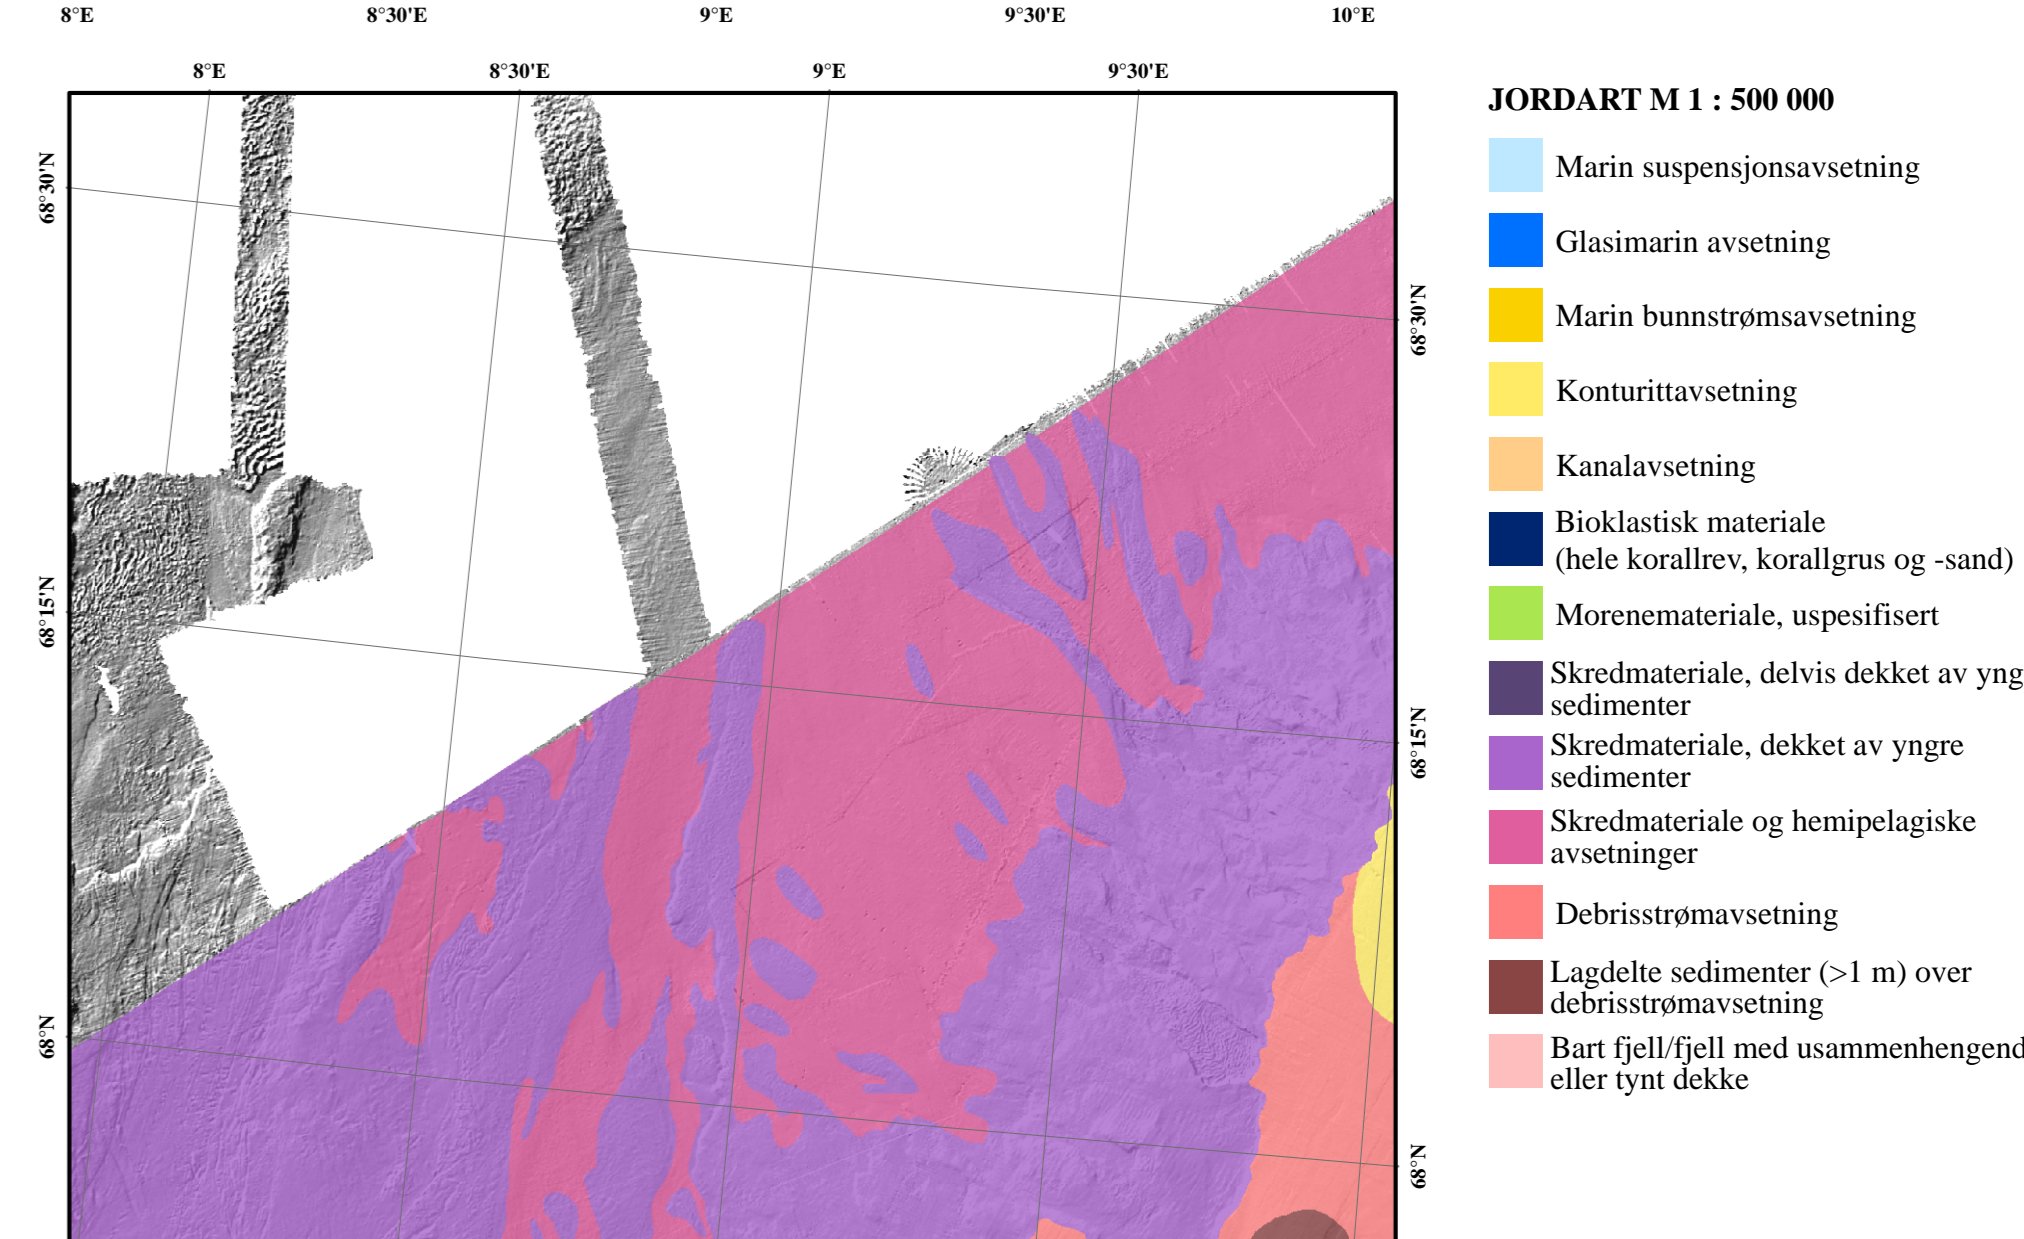 8°E 8°30'E 9°E 9°30'E 10°E
8°E 8°30'E 9°E 9°30'E
68°30'N
68°15'N
68°N
68°30'N
68°15'N
68°N
JORDART M 1 : 500 000
Marin suspensjonsavsetning
Glasimarin avsetning
Marin bunnstrømsavsetning
Konturittavsetning
Kanalavsetning
Bioklastisk materiale
(hele korallrev, korallgrus og -sand)
Morenemateriale, uspesifisert
Skredmateriale, delvis dekket av yng
sedimenter
Skredmateriale, dekket av yngre
sedimenter
Skredmateriale og hemipelagiske
avsetninger
Debrisstrømavsetning
Lagdelte sedimenter (>1 m) over
debrisstrømavsetning
Bart fjell/fjell med usammenhengend
eller tynt dekke